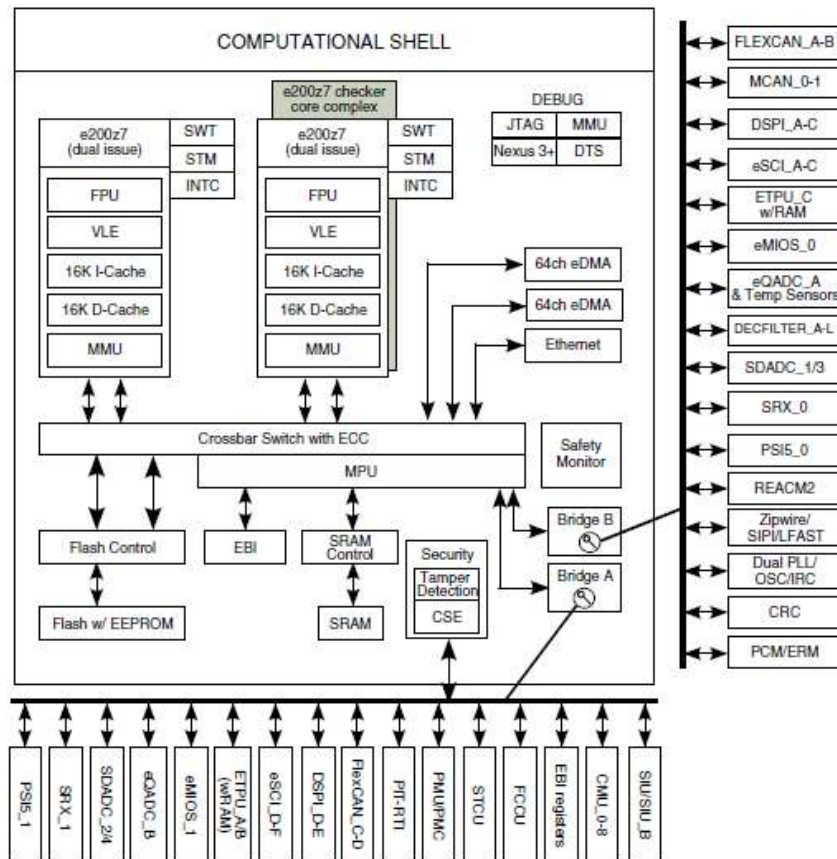 COMPUTATIONAL SHELL
e200z7 checker
core complex
e200z7
(dual issue)
SWT
STM
INTC
FPU
VLE
16K I-Cache
16K D-Cache
MMU
e200z7
(dual issue)
SWT
STM
INTC
FPU
VLE
16K I-Cache
16K D-Cache
MMU
DEBUG
JTAG
MMU
Nexus 3+
DTS
64ch eDMA
64ch eDMA
Ethernet
Crossbar Switch with ECC
MPU
Safety
Monitor
Flash Control
EBI
SRAM
Control
Security
Tamper
Detection
CSE
Bridge B
Bridge A
Flash w/ EEPROM
SRAM
FLEXCAN_A-B
MCAN_0-1
DSPI_A-C
eSCI_A-C
ETPU_C
w/RAM
eMIOS_0
eQADC_A
& Temp Sensors
DECFILTER_A-L
SDADC_1/3
SRX_0
PSI5_0
REACM2
Zipwire/
SIPI/LFAST
Dual PLL/
OSC/IRC
CRC
PCM/ERM
PSI5_1
SRX_1
SDADC_2/4
eQADC_B
eMIOS_1
ETPU_A/B
(w/RAM)
eSCI_D-F
DSPI_D-E
FlexCAN_C-D
PIT-RTI
PMU/PMC
STCU
FCCU
EBI registers
CMU_0-8
SIU/SIU_B